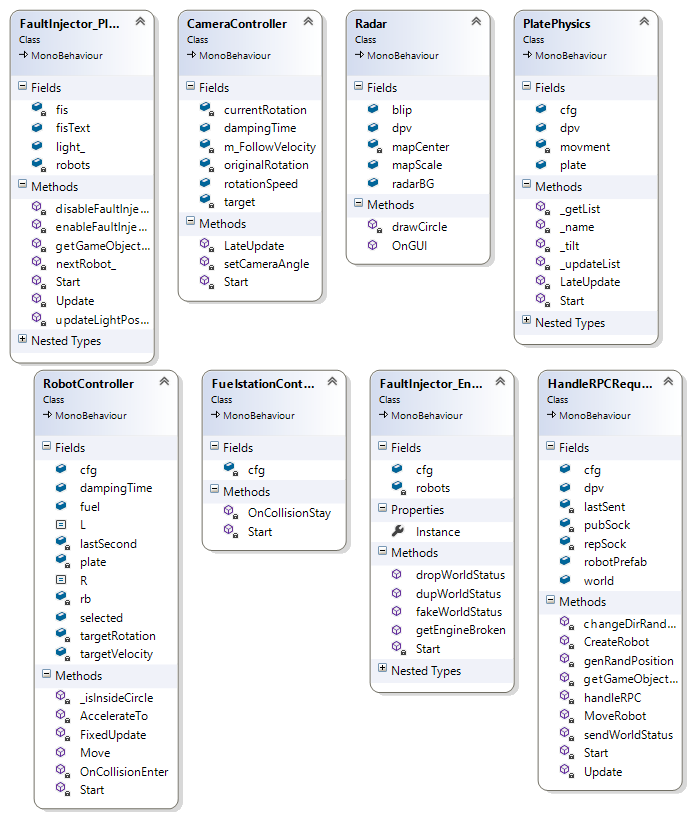 FaultInjector_Pl...
Class
MonoBehaviour
Fields
fis
fisText
light_
robots
Methods
disableFaultInje...
enableFaultInje...
getGameObject...
nextRobot_
Start
Update
updateLightPos...
Nested Types
CameraController
Class
MonoBehaviour
Fields
currentRotation
dampingTime
m_FollowVelocity
originalRotation
rotationSpeed
target
Methods
LateUpdate
setCameraAngle
Start
Radar
Class
MonoBehaviour
Fields
blip
dpv
mapCenter
mapScale
radarBG
Methods
drawCircle
OnGUI
PlatePhysics
Class
MonoBehaviour
Fields
cfg
dpv
movment
plate
Methods
_getList
_name
_tilt
_updateList
LateUpdate
Start
Nested Types
RobotController
Class
MonoBehaviour
Fields
cfg
dampingTime
fuel
L
lastSecond
plate
R
rb
selected
targetRotation
targetVelocity
Methods
_isInsideCircle
AccelerateTo
FixedUpdate
Move
OnCollisionEnter
Start
FuelstationCont...
Class
MonoBehaviour
Fields
cfg
Methods
OnCollisionStay
Start
FaultInjector_En...
Class
MonoBehaviour
Fields
cfg
robots
Properties
Instance
Methods
dropWorldStatus
dupWorldStatus
fakeWorldStatus
getEngineBroken
Start
Nested Types
HandleRPCRequ...
Class
MonoBehaviour
Fields
cfg
dpv
lastSent
pubSock
repSock
robotPrefab
world
Methods
changeDirRand...
CreateRobot
genRandPosition
getGameObject...
handleRPC
MoveRobot
sendWorldStatus
Start
Update